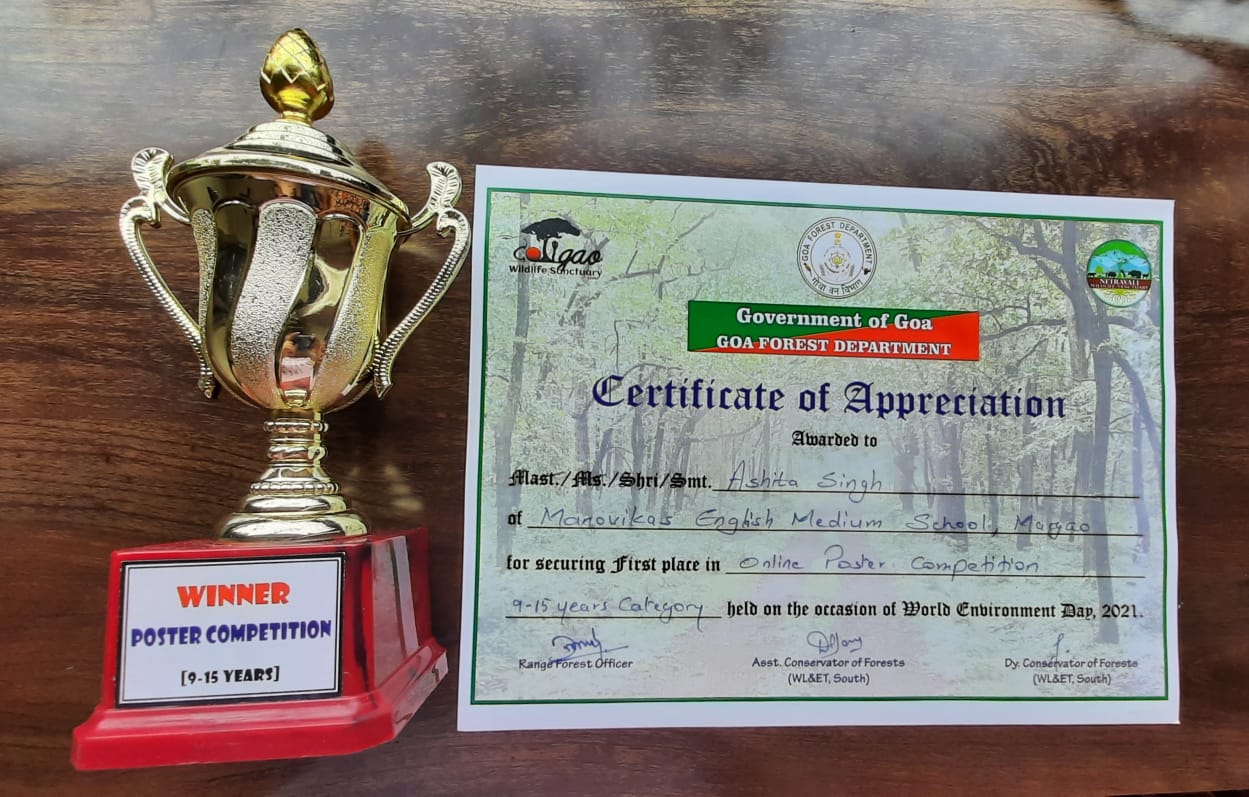 WINNER
POSTER COMPETITION
[9-15 YEARS]
Cotigao
Wildlife Sanctuary
GOA FOREST DEPARTMENT
गोवा वन विभाग
NETRAVALI
WILDLIFE SANCTUARY
Government of Goa
GOA FOREST DEPARTMENT
Certificate of Appreciation
Awarded to
Mast./Ms./Shri/Smt. Ashita Singh
of Manovikas English Medium School, Margao
for securing First place in Online Poster Competition
9-15 years Category held on the occasion of World Environment Day, 2021.
Range Forest Officer
Asst. Conservator of Forests
(WL&ET, South)
Dy. Conservator of Forests
(WL&ET, South)